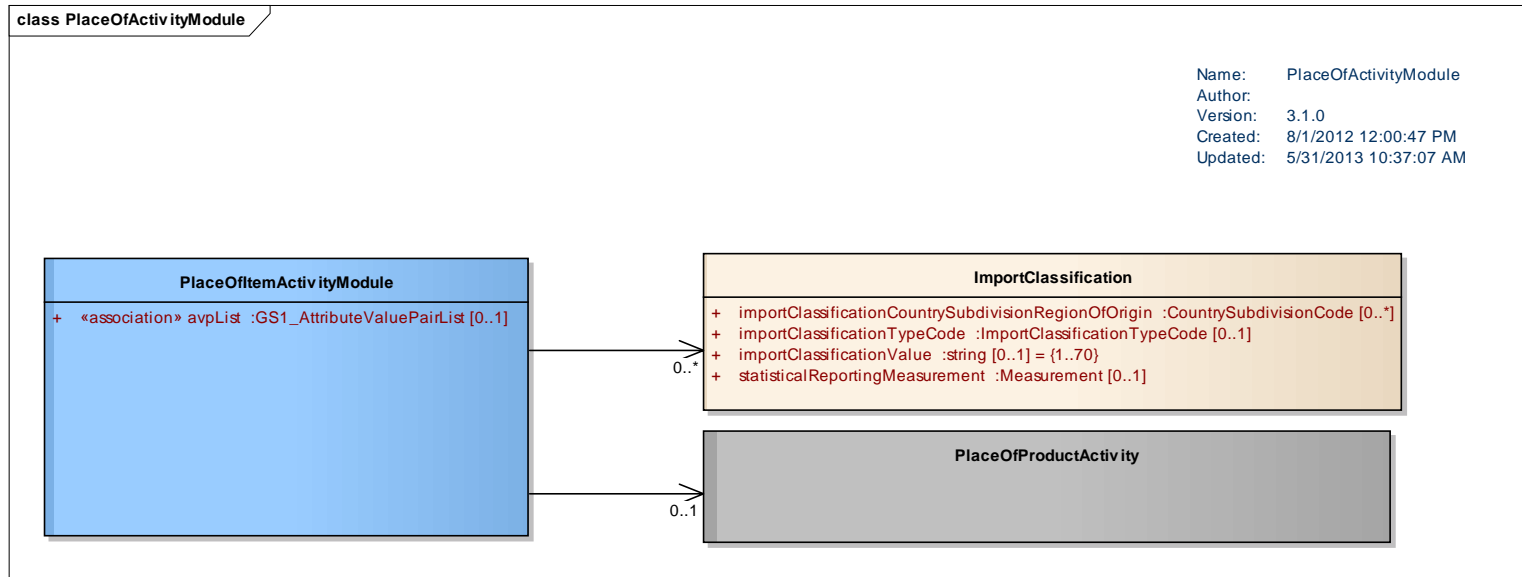 class PlaceOfActivityModule
Name: PlaceOfActivityModule
Author:
Version: 3.1.0
Created: 8/1/2012 12:00:47 PM
Updated: 5/31/2013 10:37:07 AM
PlaceOfItemActivityModule
+ «association» avpList :GS1_AttributeValuePairList [0..1]
ImportClassification
+ importClassificationCountrySubdivisionRegionOfOrigin :CountrySubdivisionCode [0..*]
+ importClassificationTypeCode :ImportClassificationTypeCode [0..1]
+ importClassificationValue :string [0..1] = {1..70}
+ statisticalReportingMeasurement :Measurement [0..1]
0..*
PlaceOfProductActivity
0..1